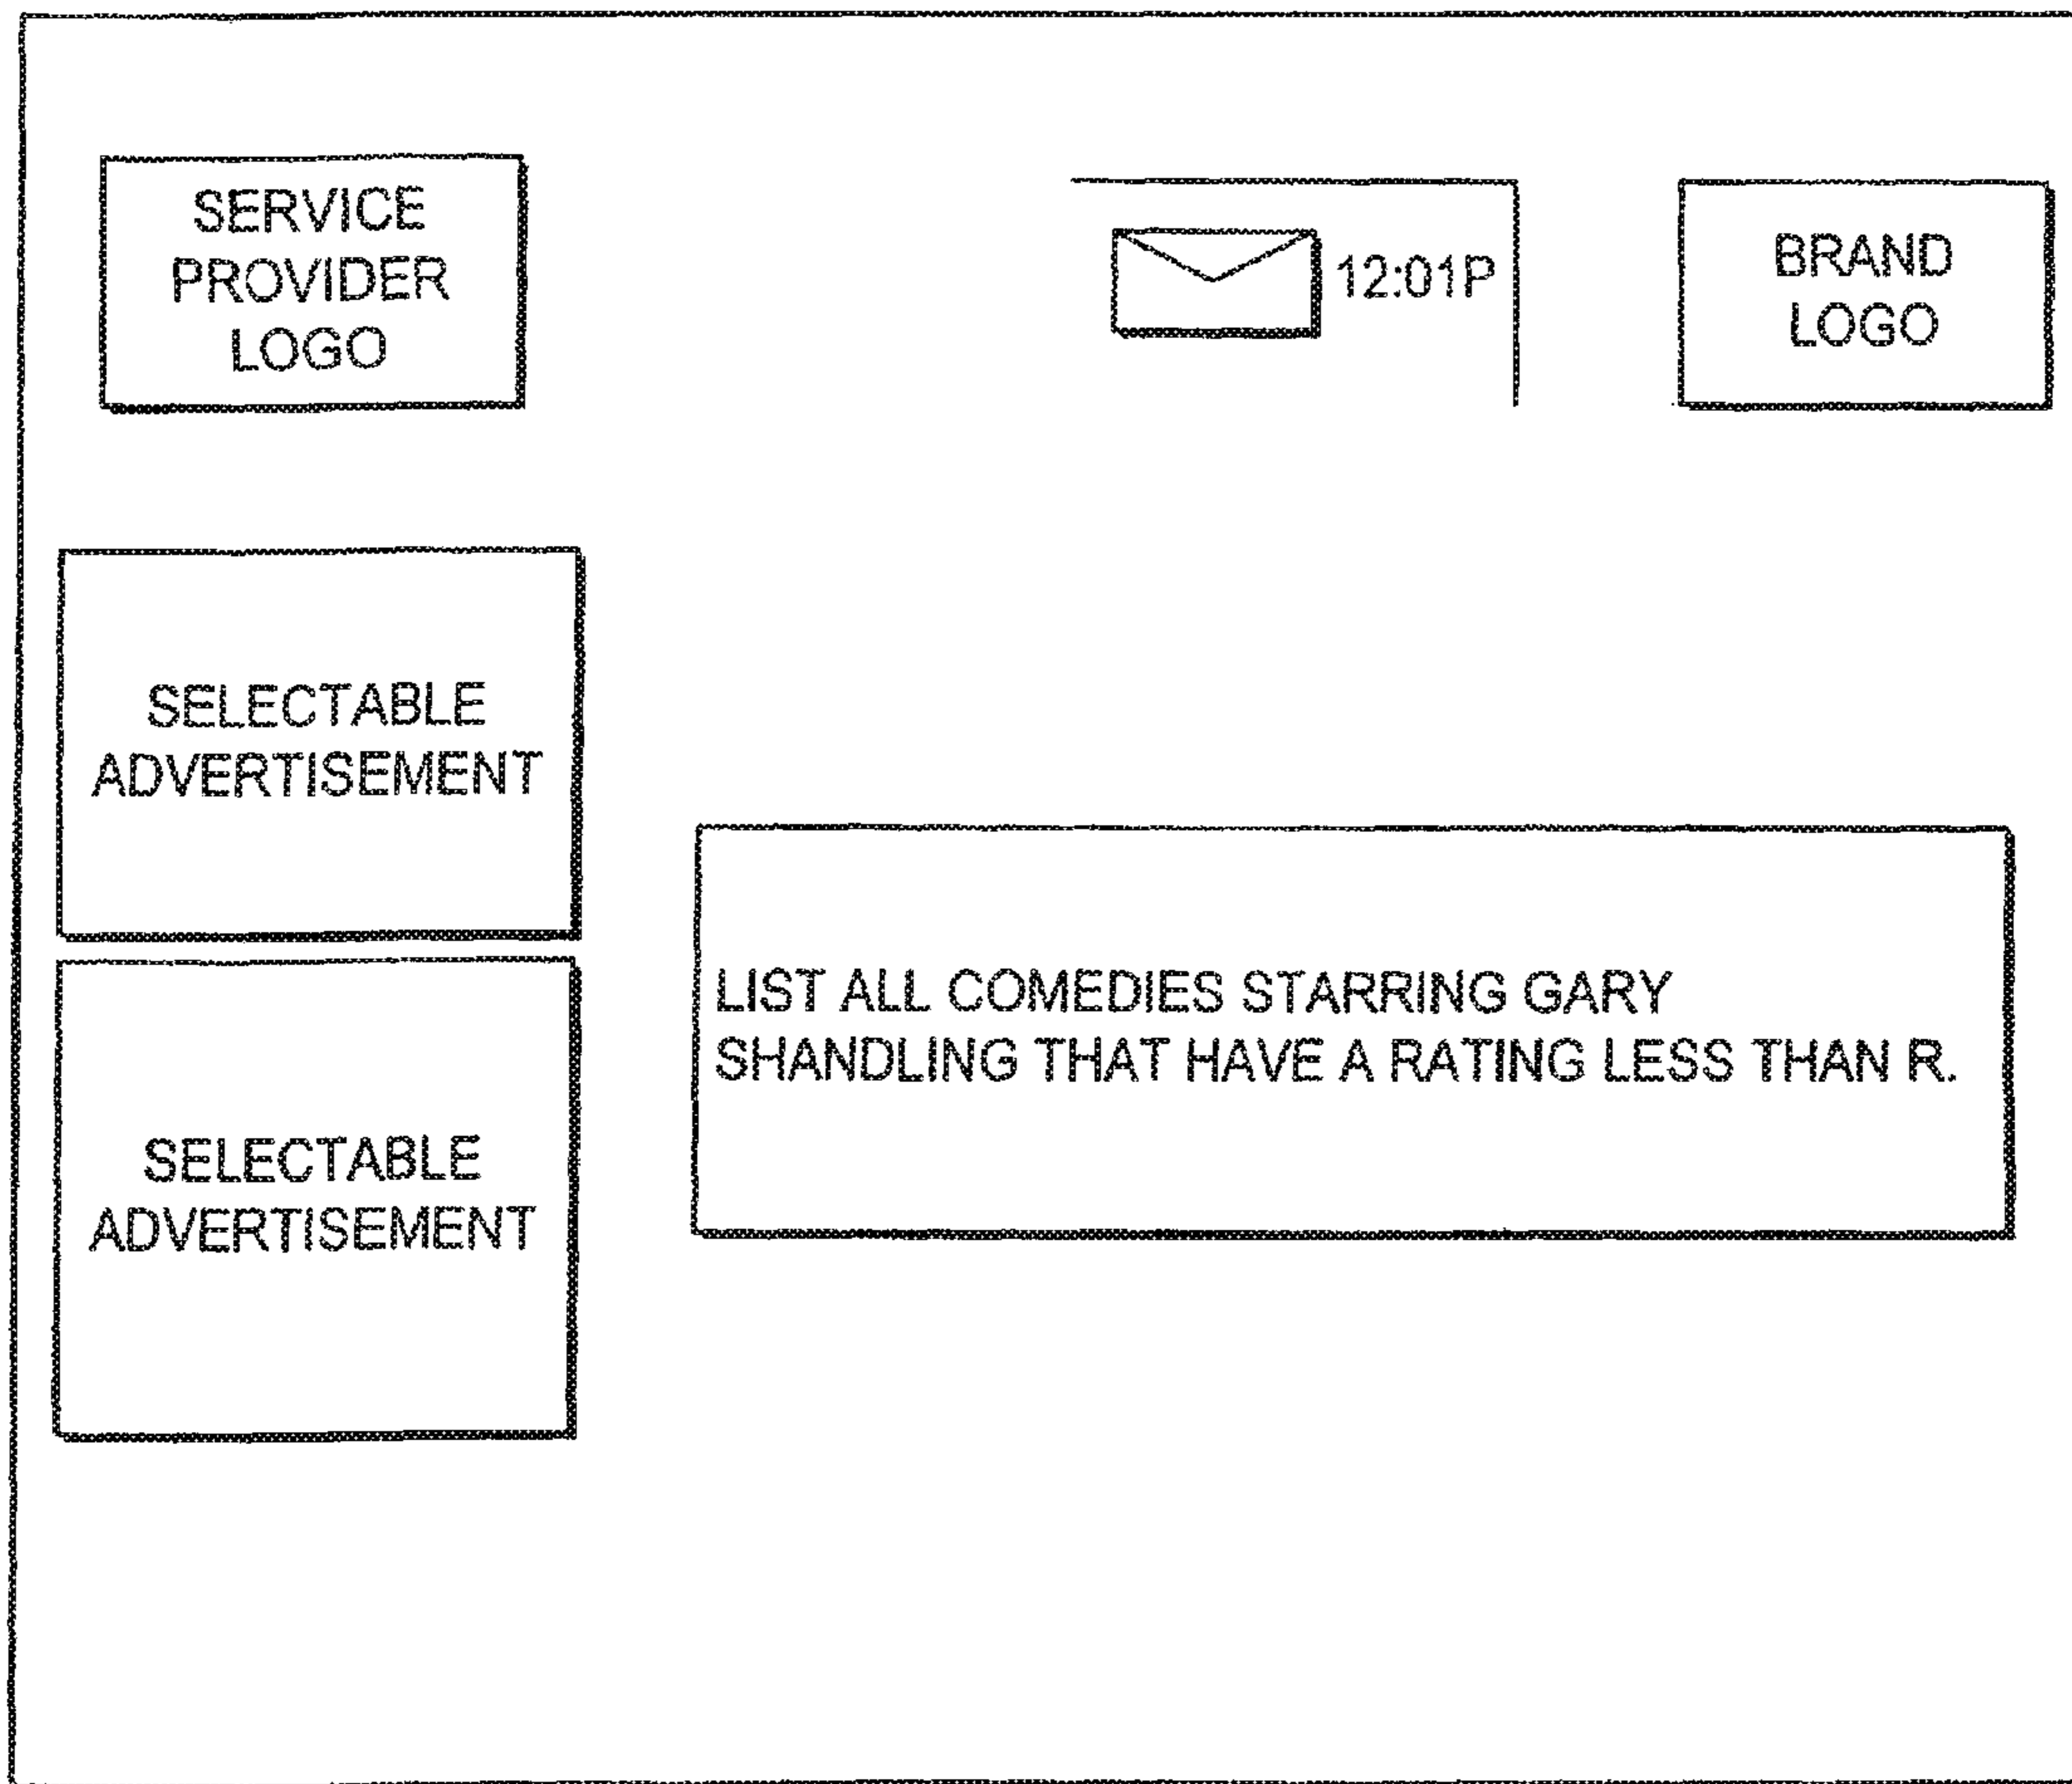 SERVICE
PROVIDER
LOGO
12:01P
BRAND
LOGO
SELECTABLE
ADVERTISEMENT
SELECTABLE
ADVERTISEMENT
LIST ALL COMEDIES STARRING GARY
SHANDLING THAT HAVE A RATING LESS THAN R.